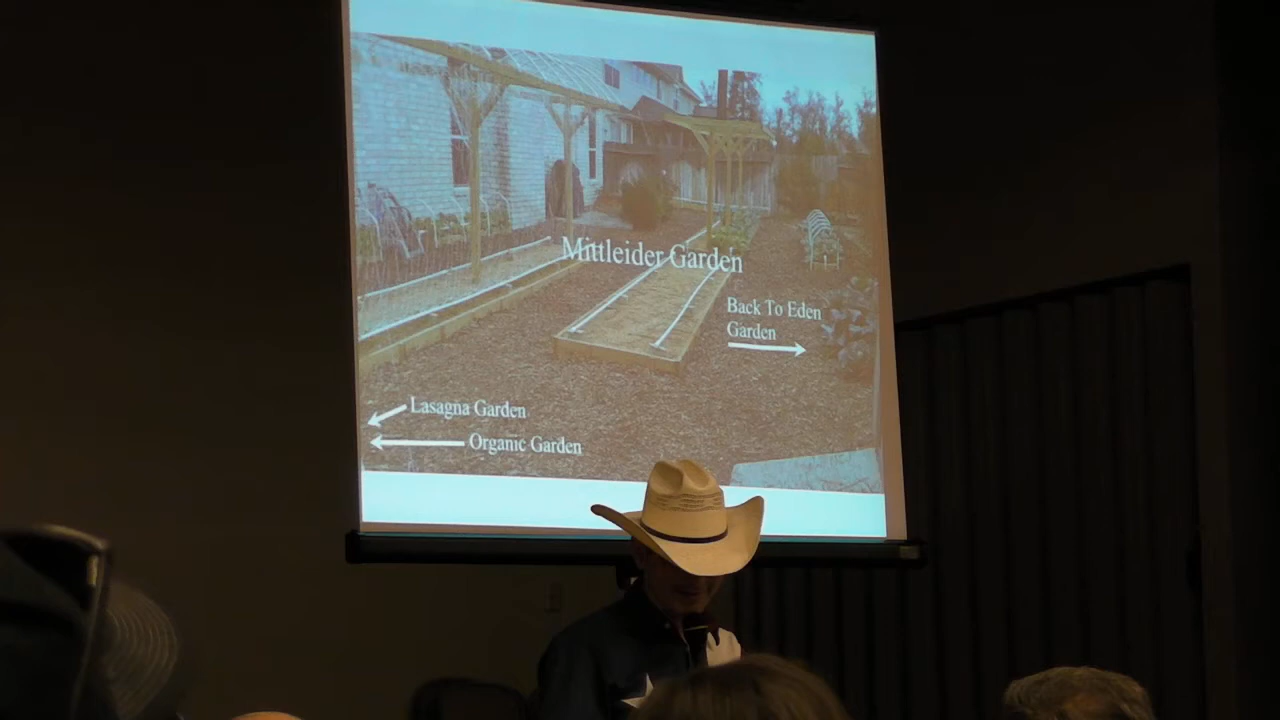 Mittleider Garden
Back To Eden
Garden
Lasagna Garden
Organic Garden